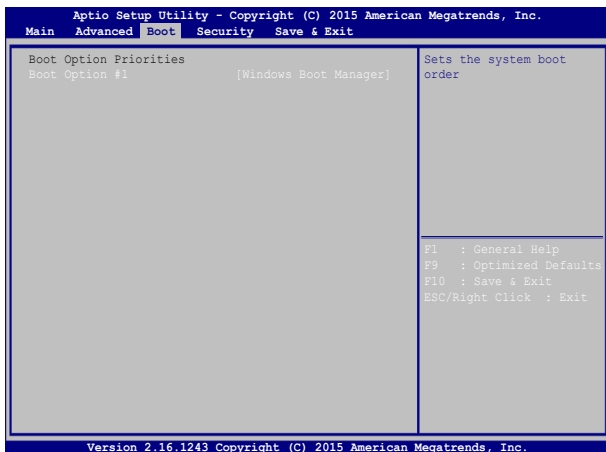 Aptio Setup Utility - Copyright (C) 2015 American Megatrends, Inc.
Main Advanced Boot Security Save & Exit
Boot Option Priorities
Boot Option #1 [Windows Boot Manager]
Sets the system boot
order
F1 : General Help
F9 : Optimized Defaults
F10 : Save & Exit
ESC/Right Click : Exit
Version 2.16.1243 Copyright (C) 2015 American Megatrends, Inc.